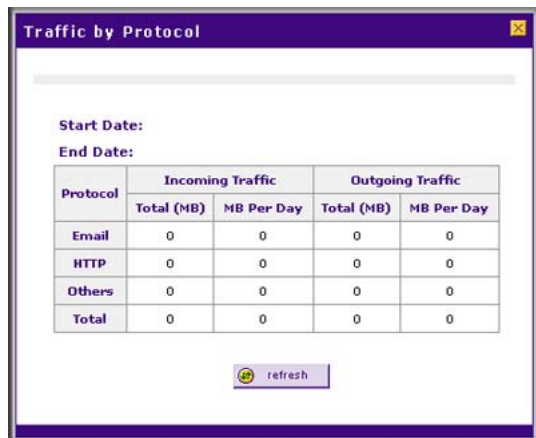 Traffic by Protocol
Start Date:
End Date:
Protocol Incoming Traffic Outgoing Traffic
Total (MB) MB Per Day Total (MB) MB Per Day
Email 0 0 0 0
HTTP 0 0 0 0
Others 0 0 0 0
Total 0 0 0 0
refresh